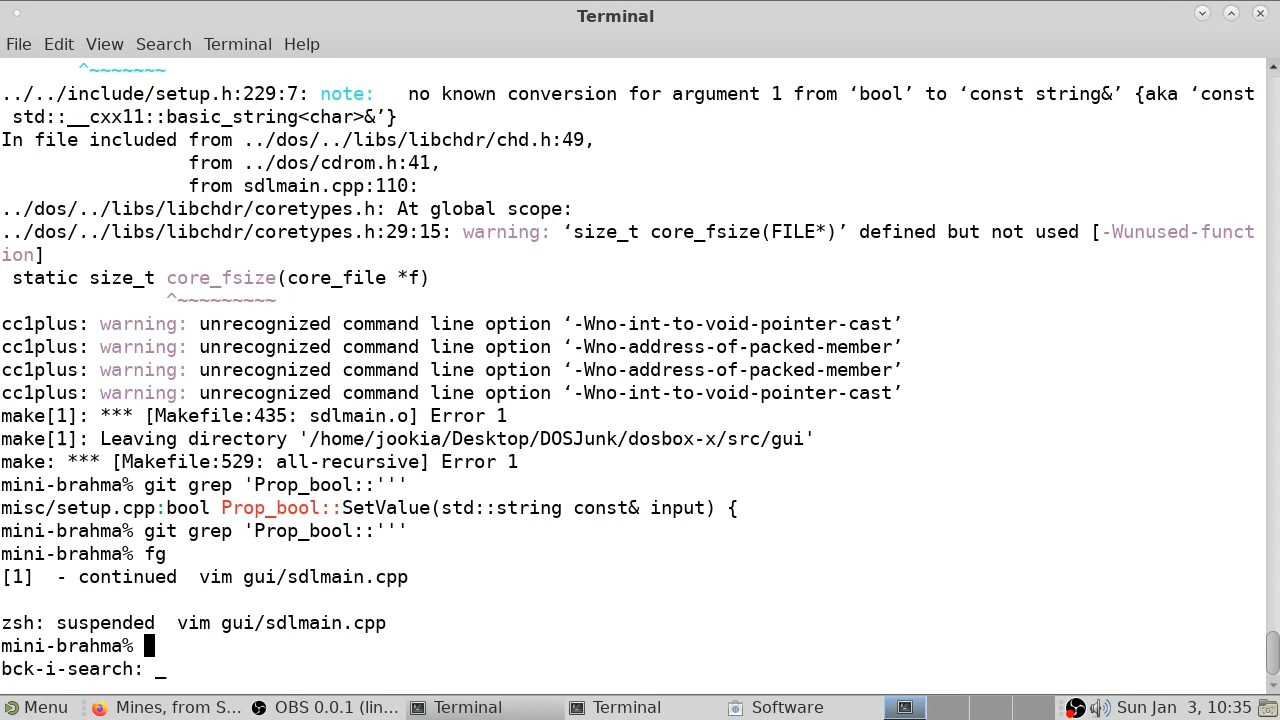 Terminal
File Edit View Search Terminal Help
^~~~~~~~
../../include/setup.h:229:7: note:   no known conversion for argument 1 from ‘bool’ to ‘const string&’ {aka ‘const
 std::__cxx11::basic_string<char>&’}
In file included from ../dos/../libs/libchdr/chd.h:49,
                 from ../dos/cdrom.h:41,
                 from sdlmain.cpp:110:
../dos/../libs/libchdr/coretypes.h: At global scope:
../dos/../libs/libchdr/coretypes.h:29:15: warning: ‘size_t core_fsize(FILE*)’ defined but not used [-Wunused-funct
ion]
 static size_t core_fsize(core_file *f)
               ^~~~~~~~~~
cc1plus: warning: unrecognized command line option ‘-Wno-int-to-void-pointer-cast’
cc1plus: warning: unrecognized command line option ‘-Wno-address-of-packed-member’
cc1plus: warning: unrecognized command line option ‘-Wno-address-of-packed-member’
cc1plus: warning: unrecognized command line option ‘-Wno-int-to-void-pointer-cast’
make[1]: *** [Makefile:435: sdlmain.o] Error 1
make[1]: Leaving directory '/home/jookia/Desktop/DOSJunk/dosbox-x/src/gui'
make: *** [Makefile:529: all-recursive] Error 1
mini-brahma% git grep 'Prop_bool::'''
misc/setup.cpp:bool Prop_bool::SetValue(std::string const& input) {
mini-brahma% git grep 'Prop_bool::'''
mini-brahma% fg
[1]  - continued  vim gui/sdlmain.cpp
zsh: suspended  vim gui/sdlmain.cpp
mini-brahma%
bck-i-search: _
Menu Mines, from S... OBS 0.0.1 (lin... Terminal Terminal Software Sun Jan  3, 10:35